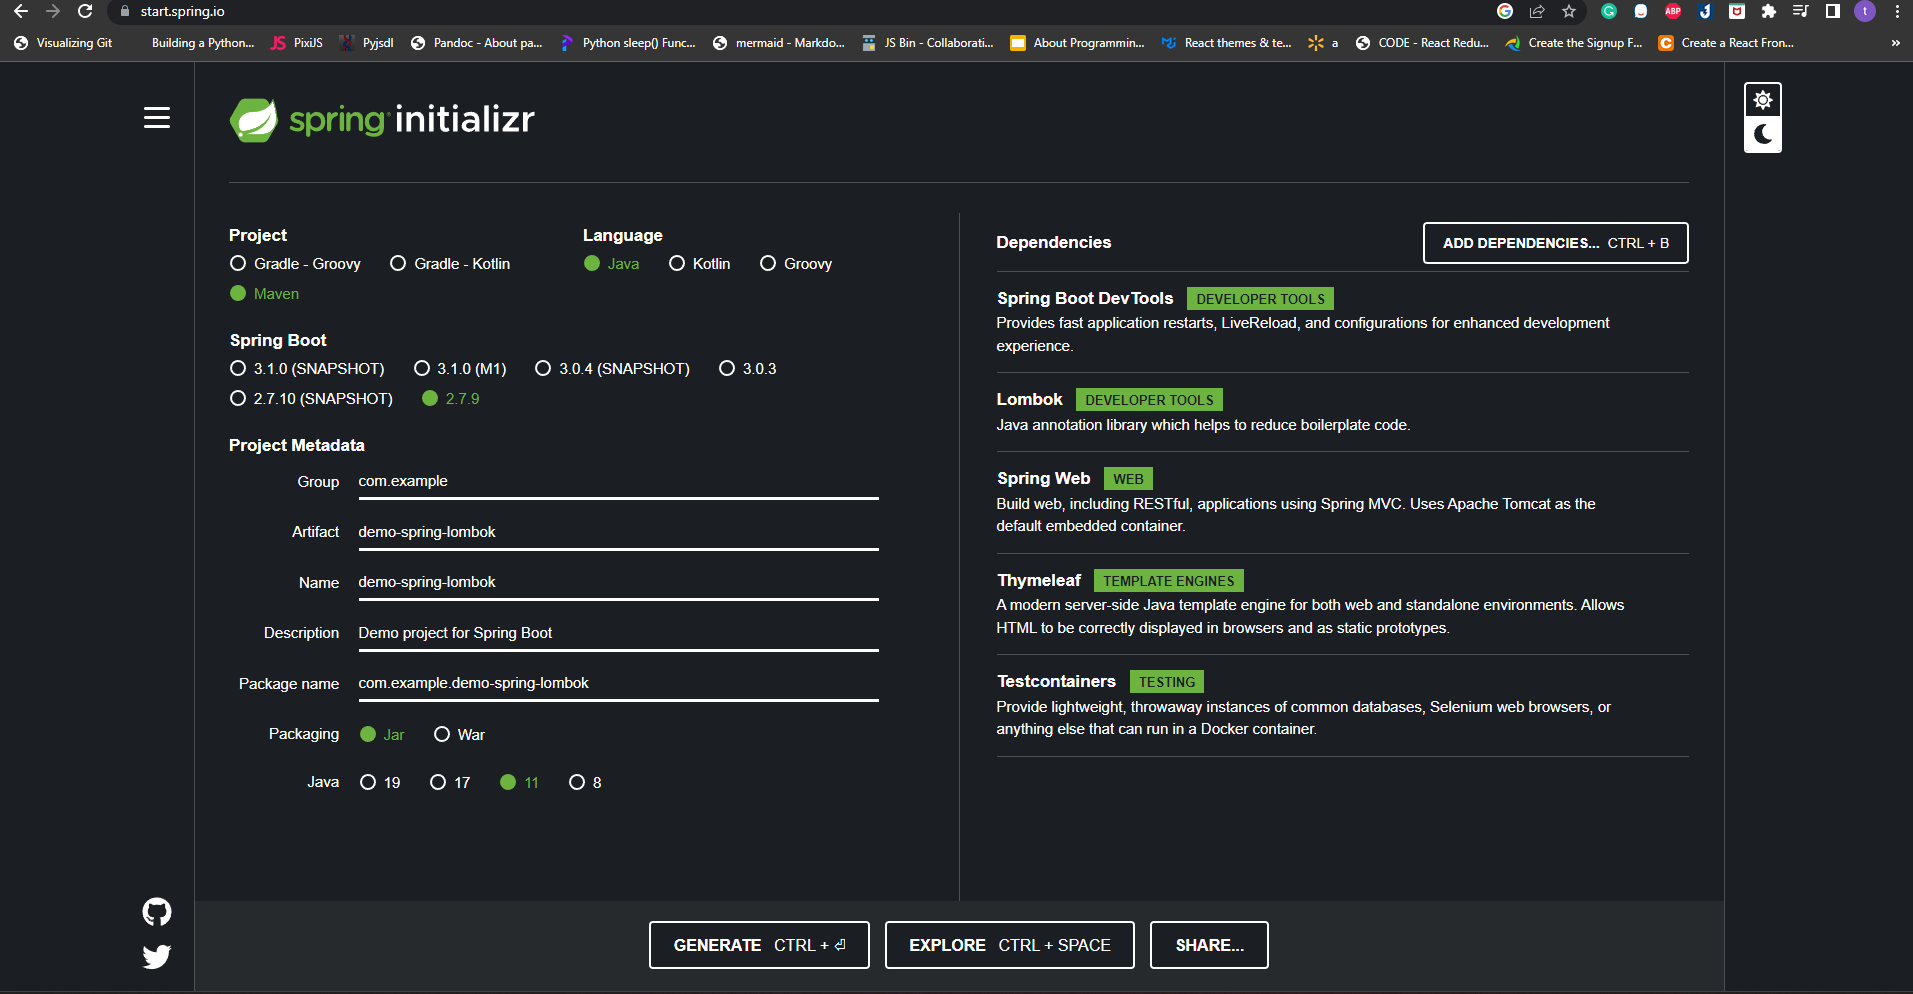 start.spring.io
ABP
t
Visualizing Git
Building a Python...
JS PixiJS
Pyjsdl
Pandoc - About pa...
Python sleep() Func...
mermaid - Markdo...
JS Bin - Collaborati...
About Programmin...
React themes & te...
a
CODE - React Redu...
Create the Signup F...
Create a React Fron...
»
spring initializr
Project
Gradle - Groovy
Gradle - Kotlin
Maven
Language
Java
Kotlin
Groovy
Spring Boot
3.1.0 (SNAPSHOT)
3.1.0 (M1)
3.0.4 (SNAPSHOT)
3.0.3
2.7.10 (SNAPSHOT)
2.7.9
Project Metadata
Group com.example
Artifact demo-spring-lombok
Name demo-spring-lombok
Description Demo project for Spring Boot
Package name com.example.demo-spring-lombok
Packaging Jar War
Java 19 17 11 8
Dependencies
ADD DEPENDENCIES... CTRL + B
Spring Boot DevTools DEVELOPER TOOLS
Provides fast application restarts, LiveReload, and configurations for enhanced development
experience.
Lombok DEVELOPER TOOLS
Java annotation library which helps to reduce boilerplate code.
Spring Web WEB
Build web, including RESTful, applications using Spring MVC. Uses Apache Tomcat as the
default embedded container.
Thymeleaf TEMPLATE ENGINES
A modern server-side Java template engine for both web and standalone environments. Allows
HTML to be correctly displayed in browsers and as static prototypes.
Testcontainers TESTING
Provide lightweight, throwaway instances of common databases, Selenium web browsers, or
anything else that can run in a Docker container.
GENERATE CTRL + ⏎
EXPLORE CTRL + SPACE
SHARE...